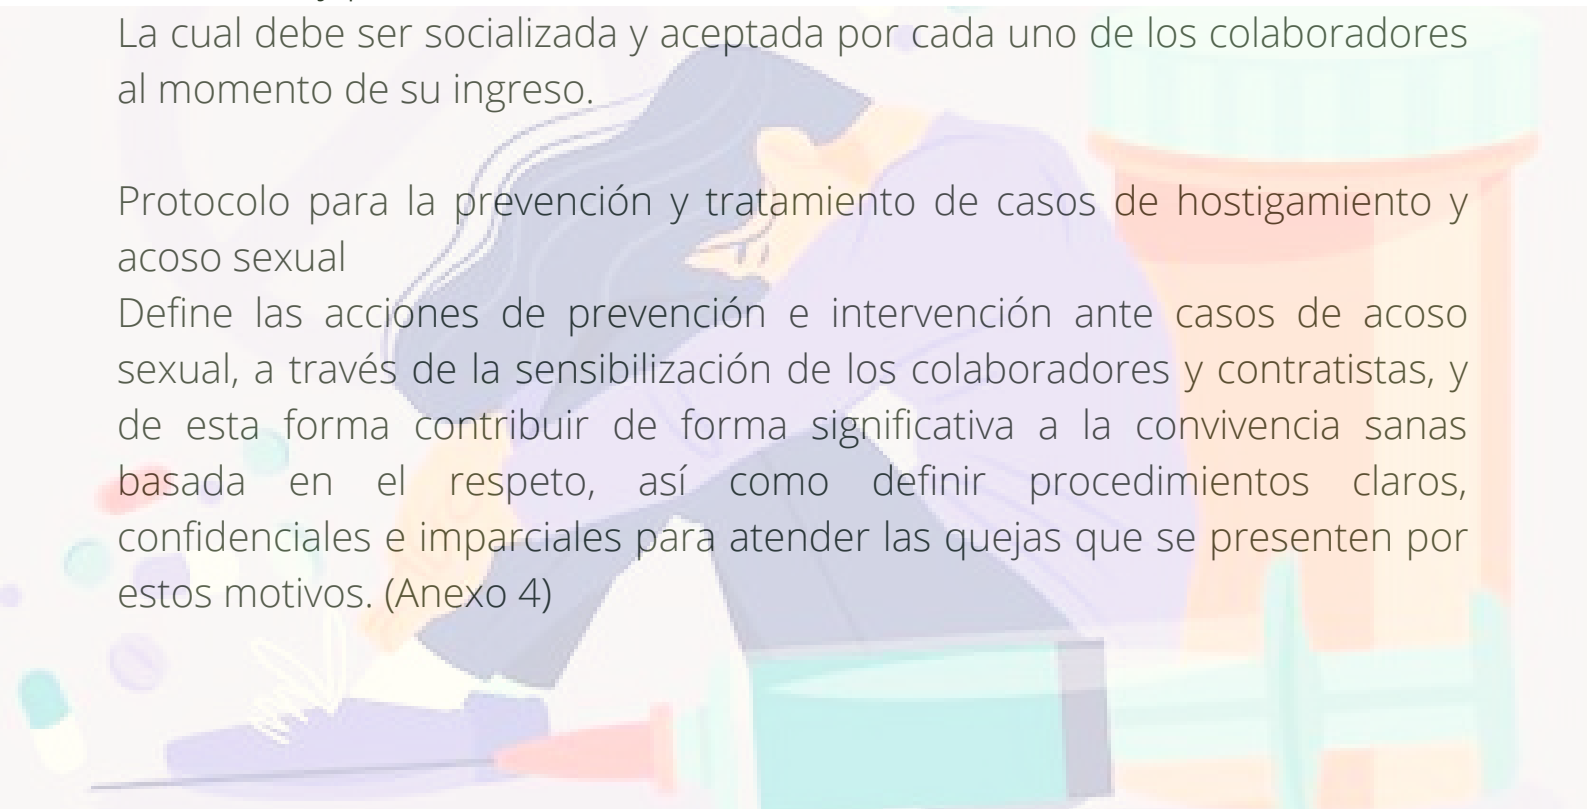 La cual debe ser socializada y aceptada por cada uno de los colaboradores
al momento de su ingreso.
Protocolo para la prevención y tratamiento de casos de hostigamiento y
acoso sexual
Define las acciones de prevención e intervención ante casos de acoso
sexual, a través de la sensibilización de los colaboradores y contratistas, y
de esta forma contribuir de forma significativa a la convivencia sanas
basada en el respeto, así como definir procedimientos claros,
confidenciales e imparciales para atender las quejas que se presenten por
estos motivos. (Anexo 4)